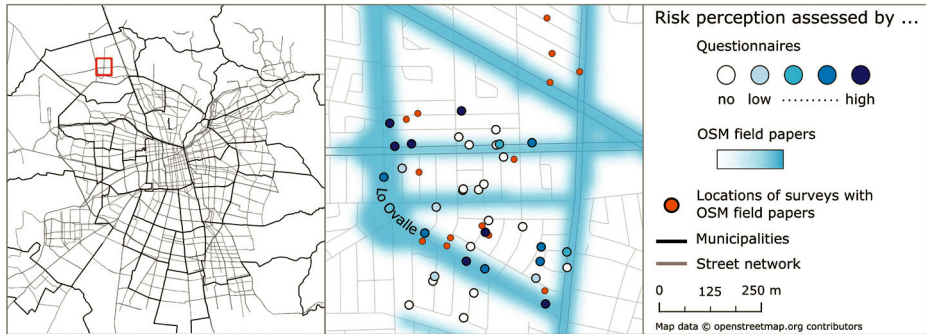 Lo Ovalle
Risk perception assessed by ...
Questionnaires
no low ........ high
OSM field papers
Locations of surveys with
OSM field papers
Municipalities
Street network
0 125 250 m
Map data © openstreetmap.org contributors